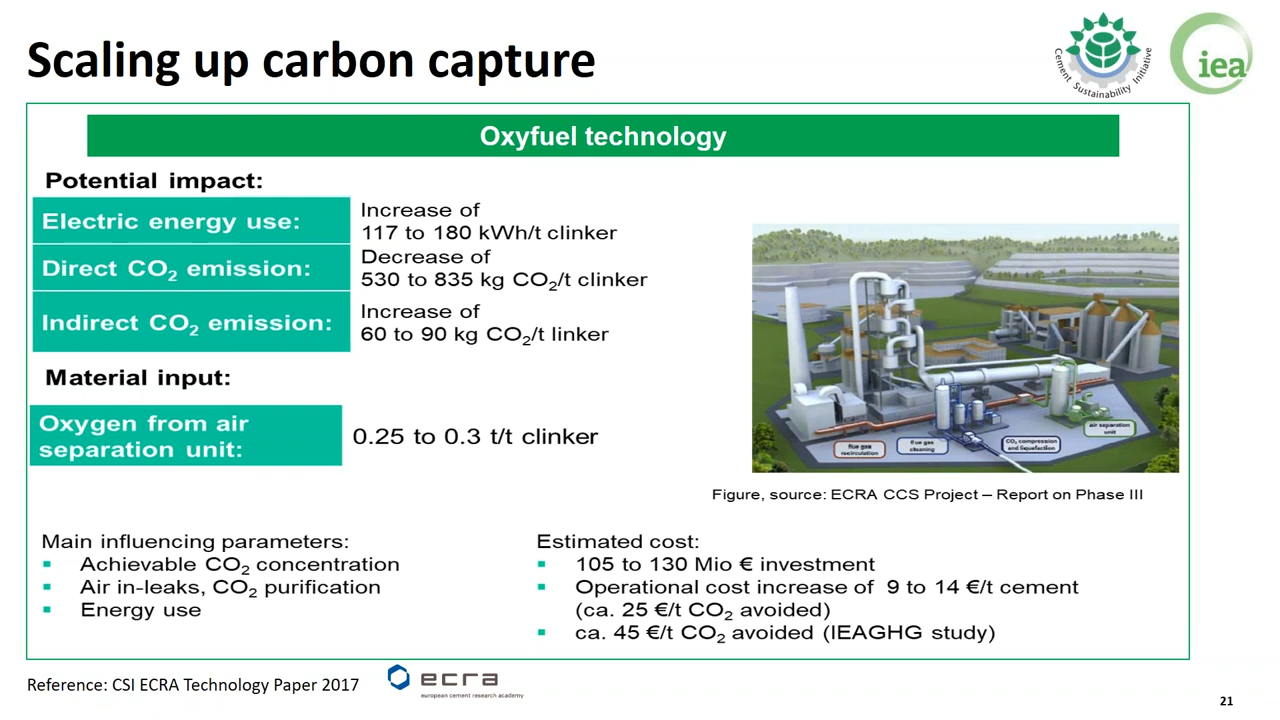 Scaling up carbon capture
Cement Sustainability Initiative
iea
Oxyfuel technology
Potential impact:
Electric energy use:
Increase of
117 to 180 kWh/t clinker
Direct CO₂ emission:
Decrease of
530 to 835 kg CO₂/t clinker
Indirect CO₂ emission:
Increase of
60 to 90 kg CO₂/t linker
Material input:
Oxygen from air
separation unit:
0.25 to 0.3 t/t clinker
flue gas
recirculation
flue gas
cleaning
CO₂ compression
and liquefaction
air separation
unit
Figure, source: ECRA CCS Project – Report on Phase III
Main influencing parameters:
▪ Achievable CO₂ concentration
▪ Air in-leaks, CO₂ purification
▪ Energy use
Estimated cost:
▪ 105 to 130 Mio € investment
▪ Operational cost increase of 9 to 14 €/t cement
(ca. 25 €/t CO₂ avoided)
▪ ca. 45 €/t CO₂ avoided (IEAGHG study)
Reference: CSI ECRA Technology Paper 2017
ecra
european cement research academy
21